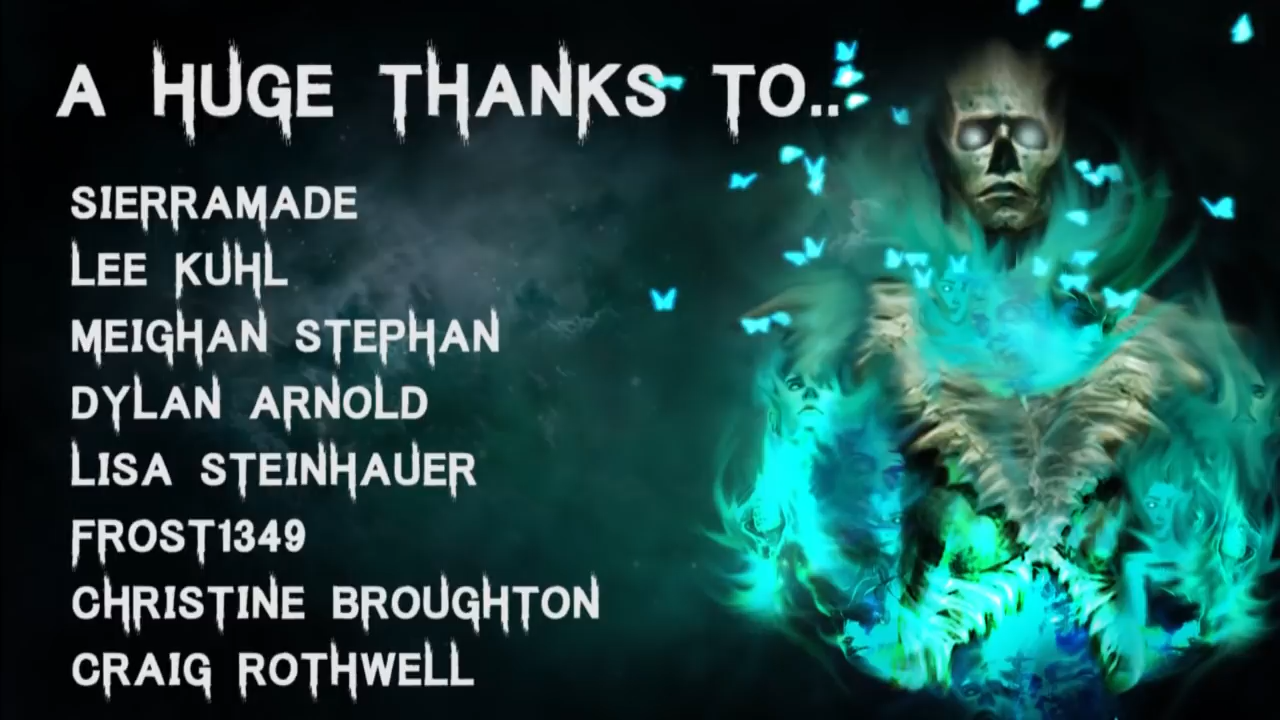 A HUGE THANKS TO..
SIERRAMADE
LEE KUHL
MEIGHAN STEPHAN
DYLAN ARNOLD
LISA STEINHAUER
FROST1349
CHRISTINE BROUGHTON
CRAIG ROTHWELL